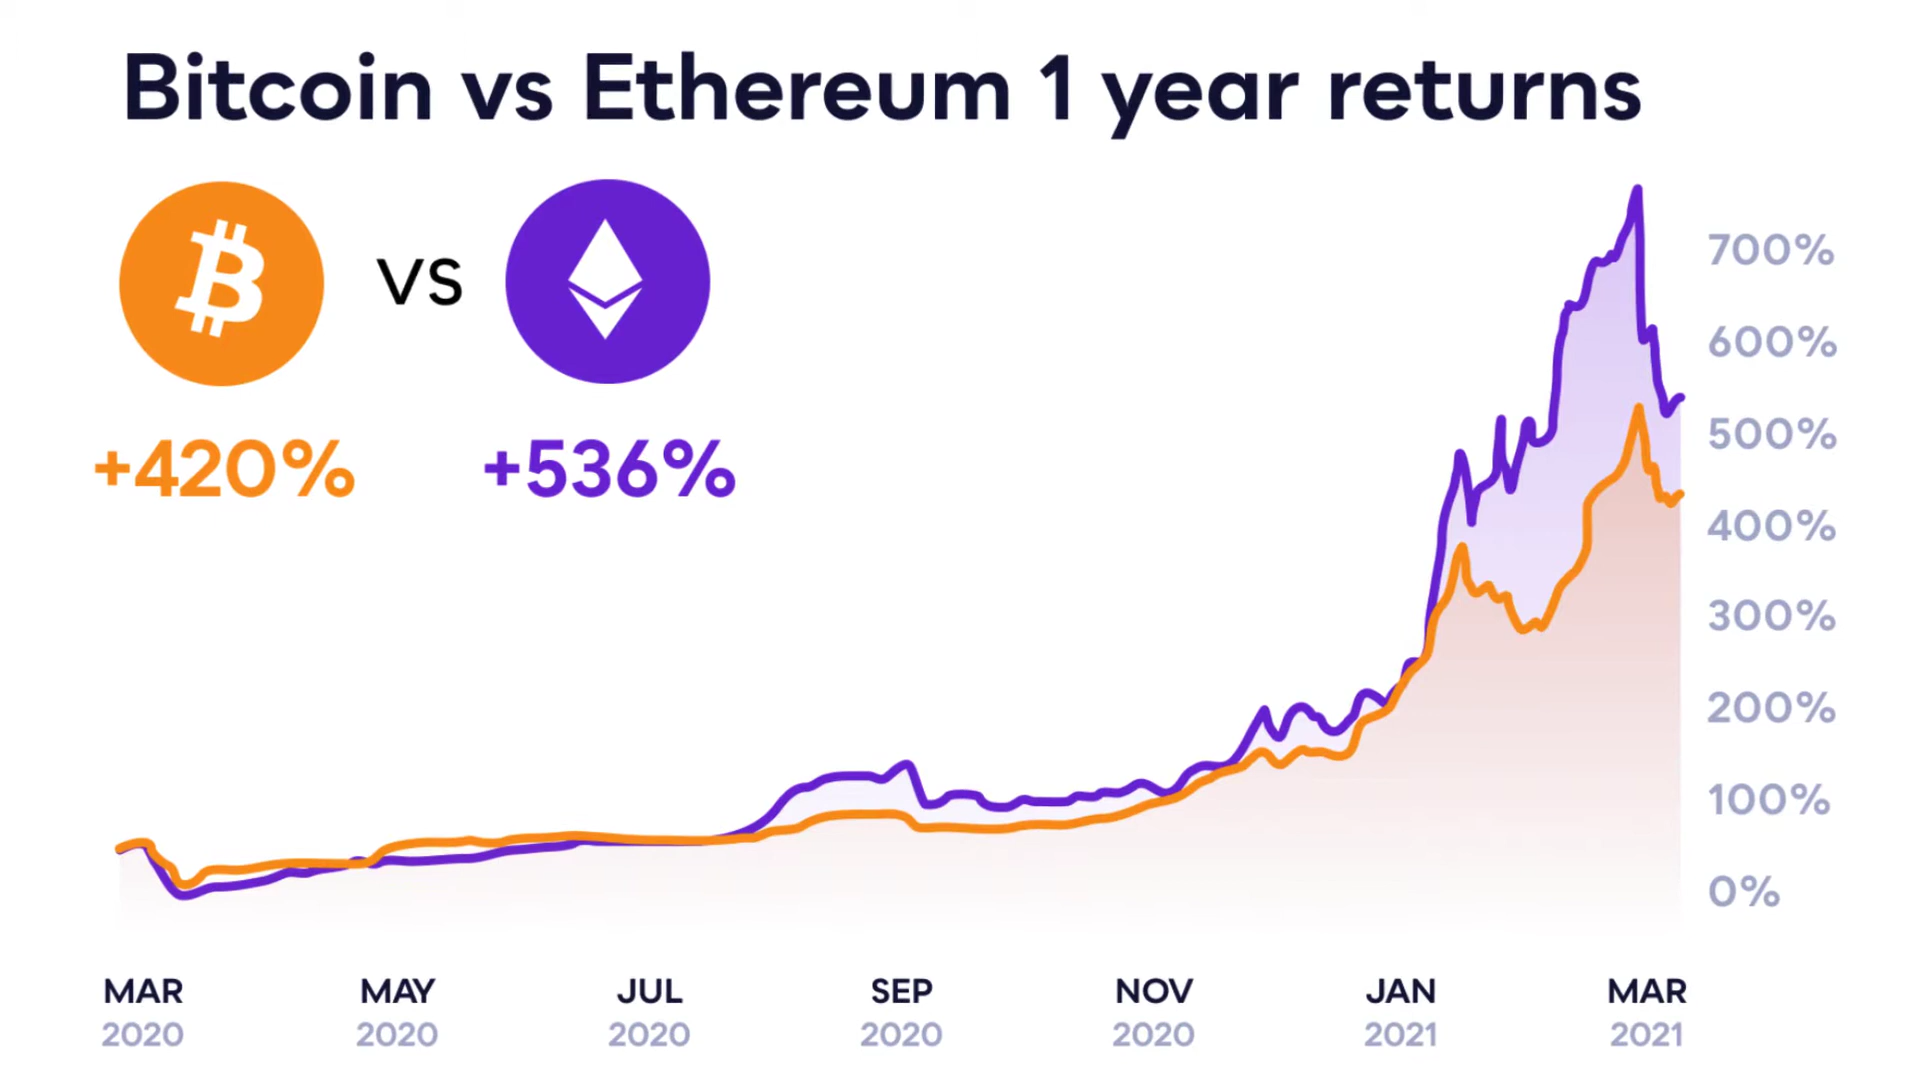 Bitcoin vs Ethereum 1 year returns
VS
+420% +536%
700%
600%
500%
400%
300%
200%
100%
0%
MAR MAY JUL SEP NOV JAN MAR
2020 2020 2020 2020 2020 2021 2021